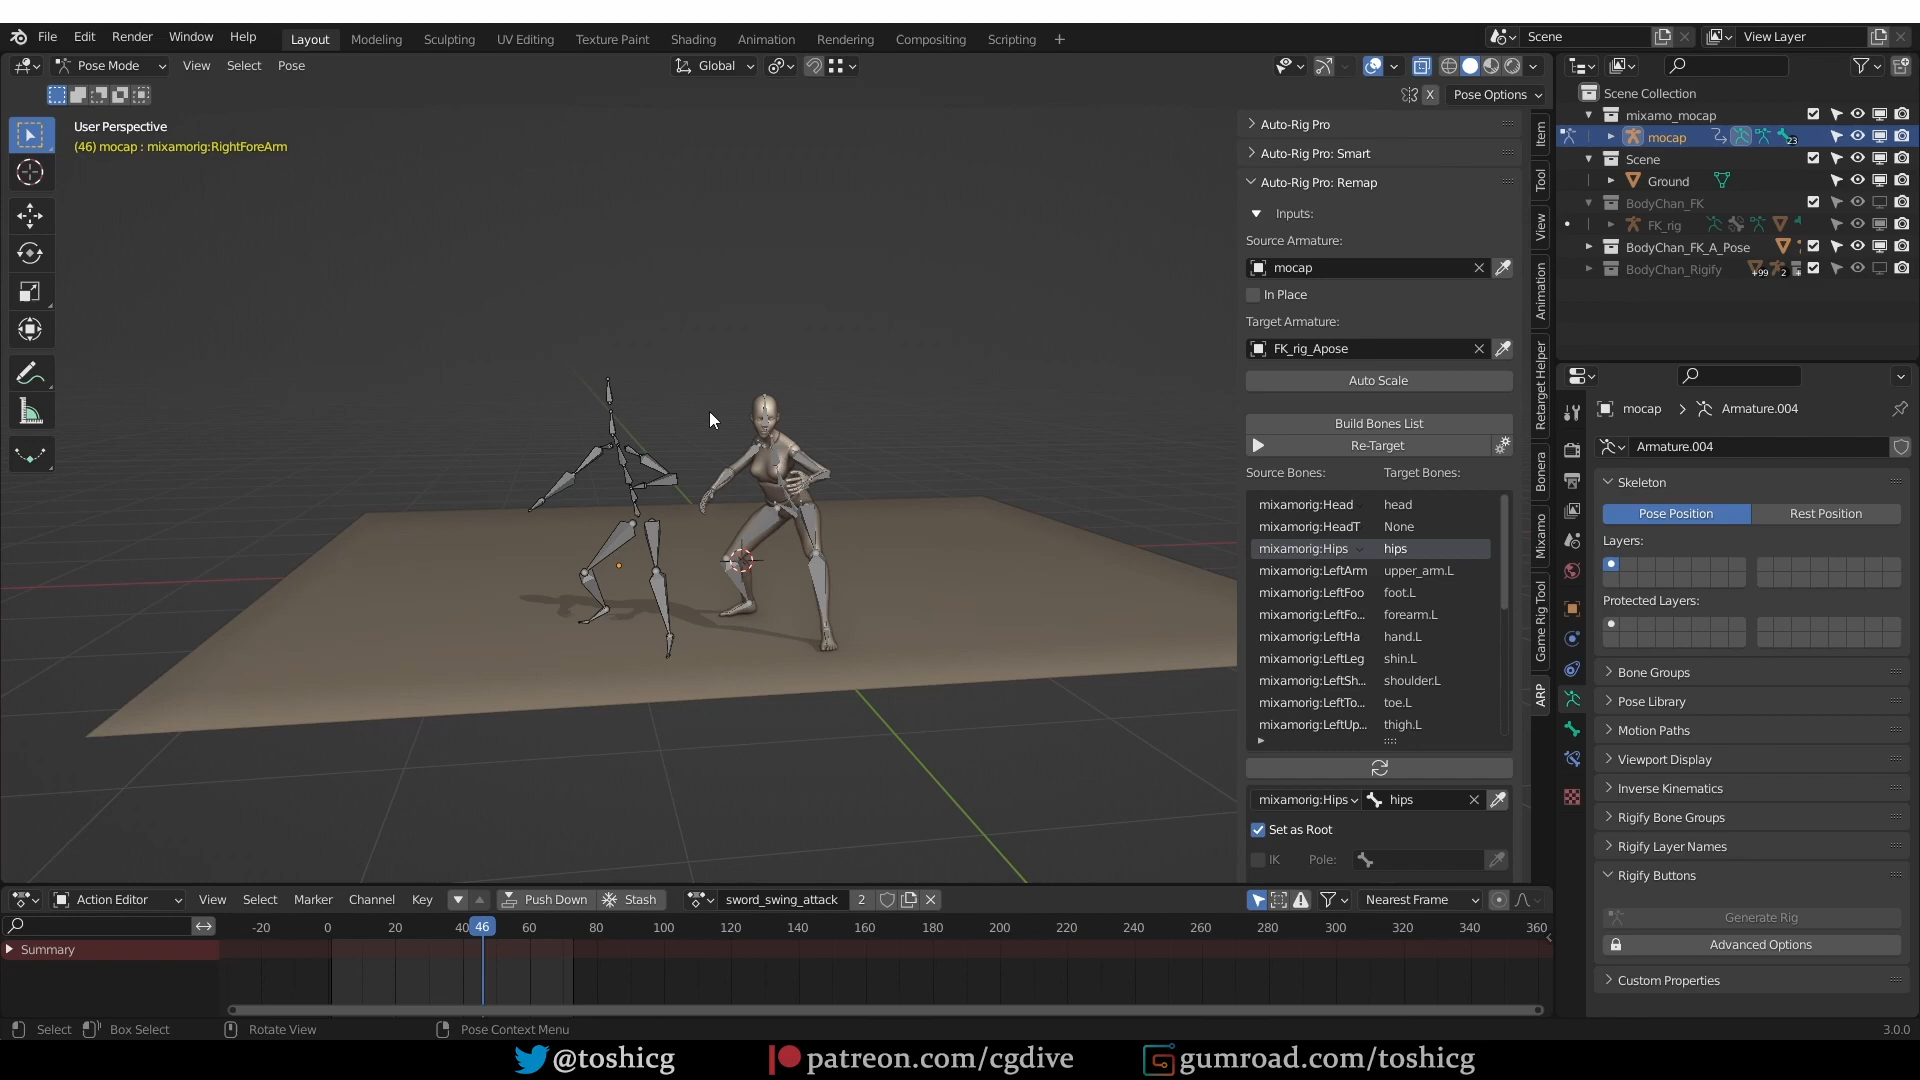 File Edit Render Window Help Layout Modeling Sculpting UV Editing Texture Paint Shading Animation Rendering Compositing Scripting +
Scene View Layer
Pose Mode View Select Pose Global
X Pose Options
User Perspective
(46) mocap : mixamorig:RightForeArm
Auto-Rig Pro
Auto-Rig Pro: Smart
Auto-Rig Pro: Remap
Inputs:
Source Armature:
mocap
In Place
Target Armature:
FK_rig_Apose
Auto Scale
Build Bones List
Re-Target
Source Bones: Target Bones:
mixamorig:Head head
mixamorig:HeadT None
mixamorig:Hips hips
mixamorig:LeftArm upper_arm.L
mixamorig:LeftFoo foot.L
mixamorig:LeftFo... forearm.L
mixamorig:LeftHa hand.L
mixamorig:LeftLeg shin.L
mixamorig:LeftSh... shoulder.L
mixamorig:LeftTo... toe.L
mixamorig:LeftUp... thigh.L
mixamorig:Hips hips
Set as Root
IK Pole:
Item
Tool
View
Animation
Retarget Helper
Bonera
Mixamo
Game Rig Tool
ARP
Scene Collection
mixamo_mocap
mocap 23
Scene
Ground
BodyChan_FK
FK_rig
BodyChan_FK_A_Pose
BodyChan_Rigify +99 2
mocap > Armature.004
Armature.004
Skeleton
Pose Position Rest Position
Layers:
Protected Layers:
Bone Groups
Pose Library
Motion Paths
Viewport Display
Inverse Kinematics
Rigify Bone Groups
Rigify Layer Names
Rigify Buttons
Generate Rig
Advanced Options
Custom Properties
Action Editor View Select Marker Channel Key Push Down Stash sword_swing_attack 2 Nearest Frame
-20 0 20 40 46 60 80 100 120 140 160 180 200 220 240 260 280 300 320 340 360
Summary
Select Box Select Rotate View Pose Context Menu 3.0.0
@toshicg patreon.com/cgdive gumroad.com/toshicg